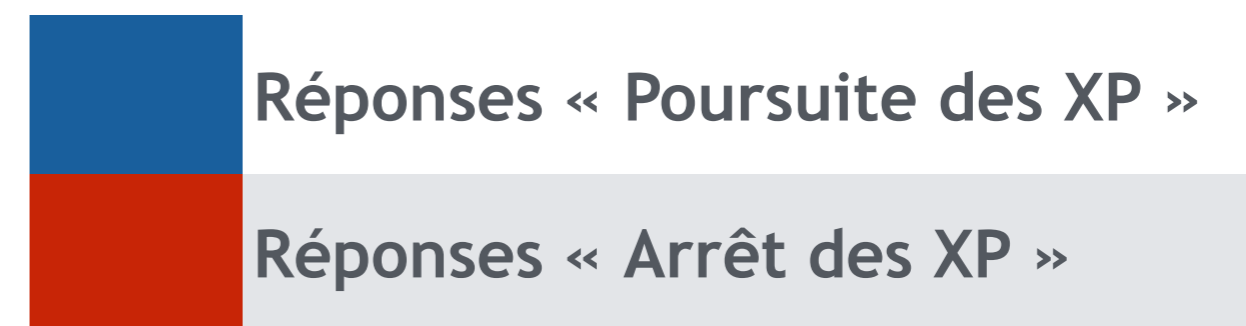 Réponses « Poursuite des XP »
Réponses « Arrêt des XP »